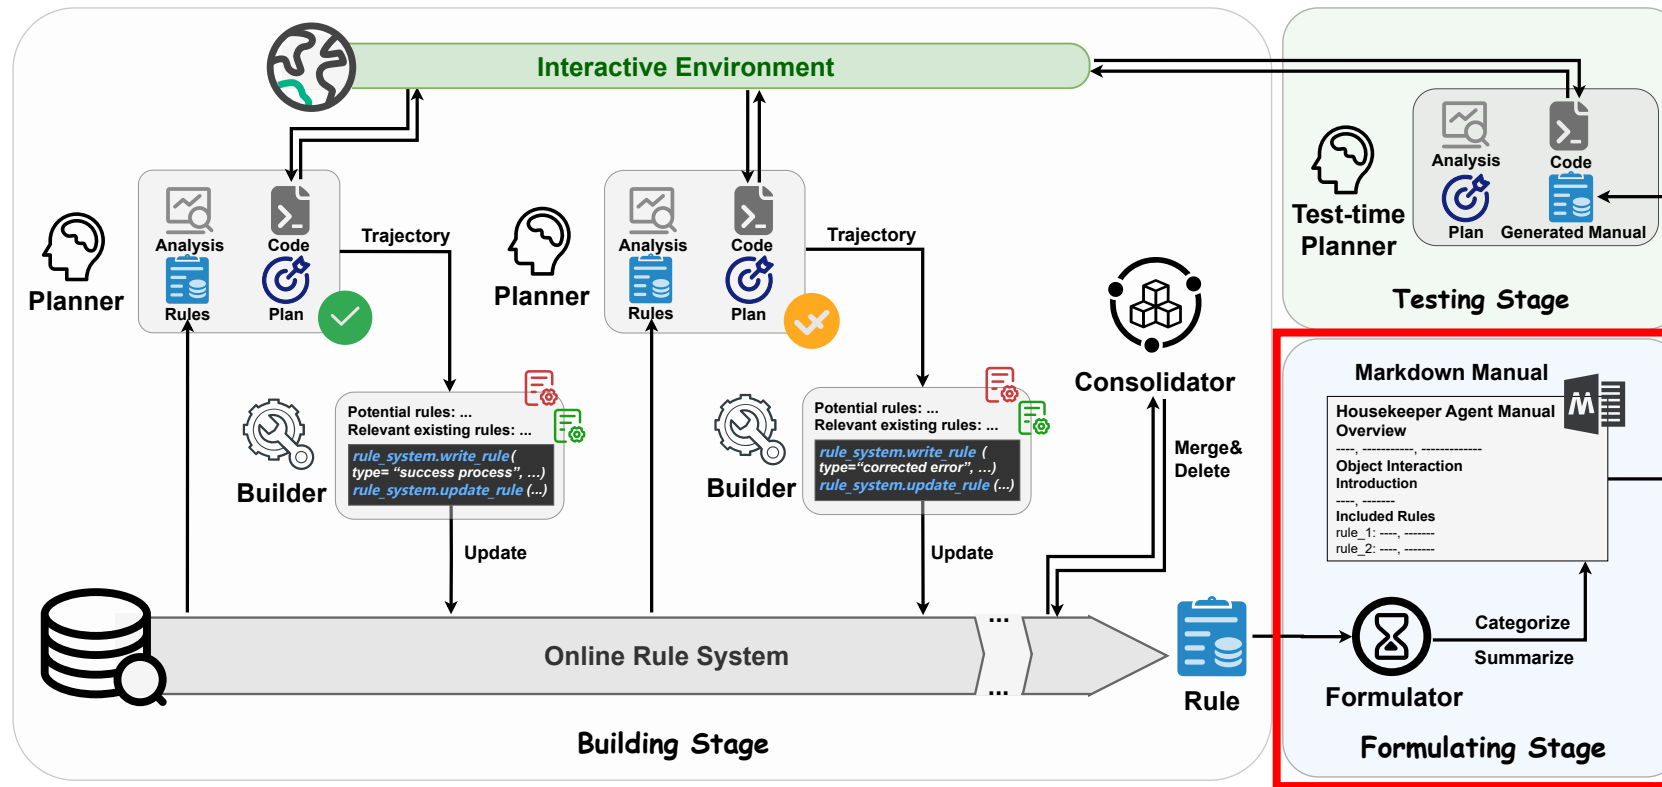 Interactive Environment
Analysis
Code
Rules
Plan
Planner
Trajectory
Potential rules: ...
Relevant existing rules: ...
rule_system.write_rule(
type= “success process”, ...)
rule_system.update_rule (...)
Builder
Update
Analysis
Code
Rules
Plan
Planner
Trajectory
Potential rules: ...
Relevant existing rules: ...
rule_system.write_rule (
type=“corrected error”, ...)
rule_system.update_rule (...)
Builder
Update
Consolidator
Merge&
Delete
Online Rule System
...
...
Rule
Building Stage
Test-time
Planner
Analysis
Code
Plan
Generated Manual
Testing Stage
Markdown Manual
Housekeeper Agent Manual
Overview
----, -----------, -------------
Object Interaction
Introduction
----, -------
Included Rules
rule_1: ----, -------
rule_2: ----, -------
Categorize
Summarize
Formulator
Formulating Stage